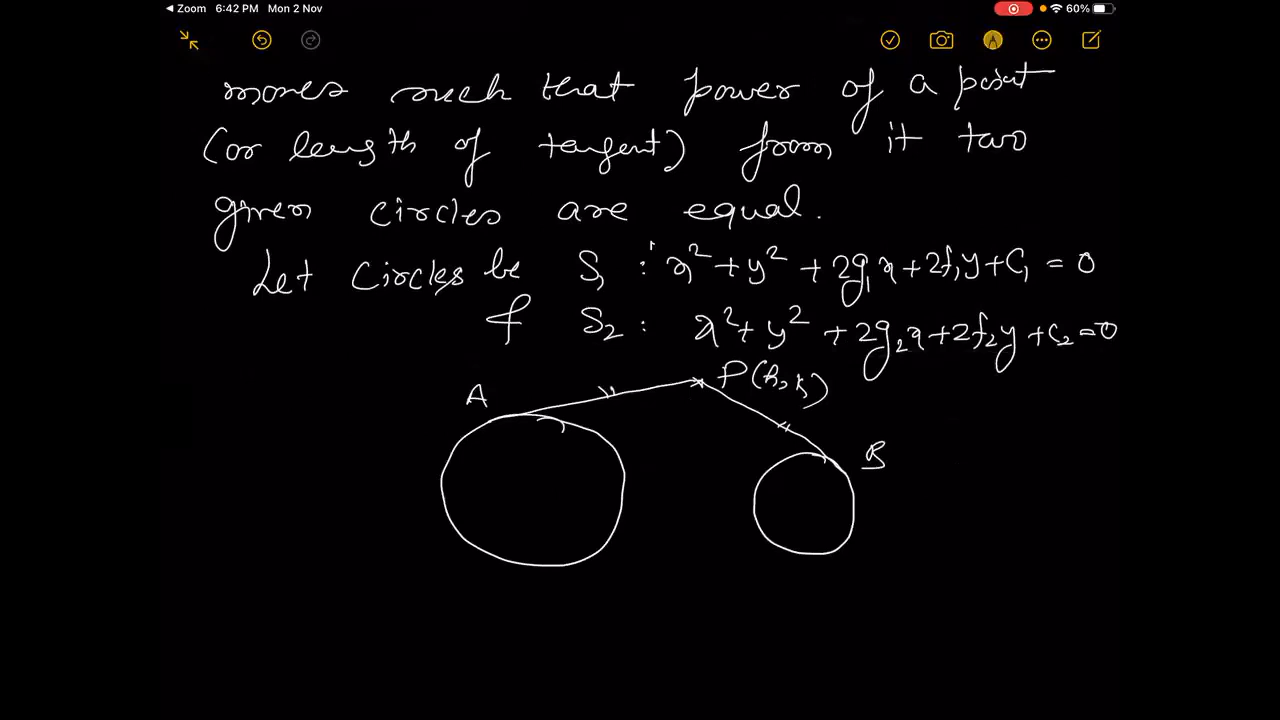 ◀ Zoom 6:42 PM Mon 2 Nov 60%
moves such that power of a point
(or length of tangent) from it two
given circles are equal.
Let Circles be S₁ : x² + y² + 2g₁x + 2f₁y + C₁ = 0
f S₂ : x² + y² + 2g₂x + 2f₂y + C₂ = 0
P(h, k)
A
B